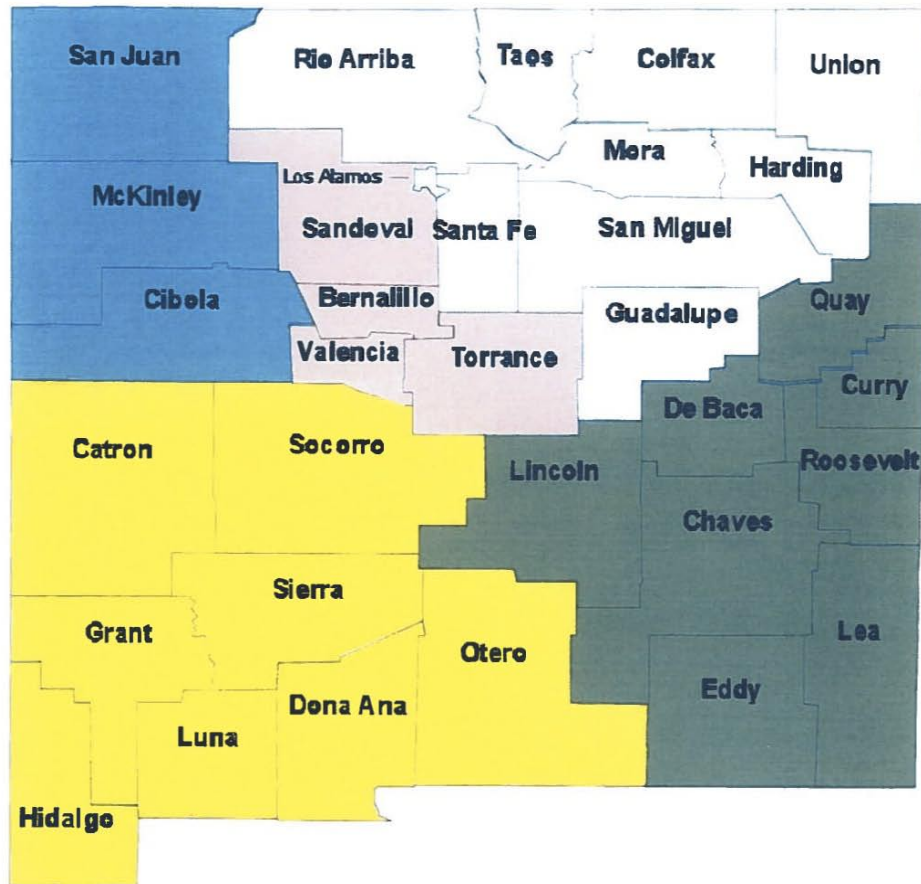 San Juan
Rio Arriba
Taos
Colfax
Union
Los Alamos
Mora
Harding
McKinley
Sandoval
Santa Fe
San Miguel
Cibola
Bernalillo
Guadalupe
Quay
Valencia
Torrance
De Baca
Curry
Catron
Socorro
Lincoln
Roosevelt
Chaves
Sierra
Grant
Otero
Lea
Dona Ana
Eddy
Luna
Hidalgo